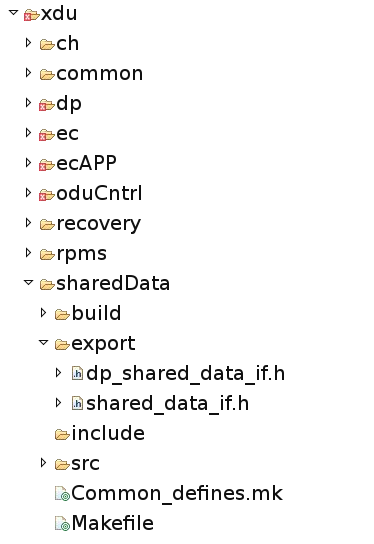 xdu
ch
common
dp
ec
ecAPP
oduCntrl
recovery
rpms
sharedData
build
export
dp_shared_data_if.h
shared_data_if.h
include
src
Common_defines.mk
Makefile